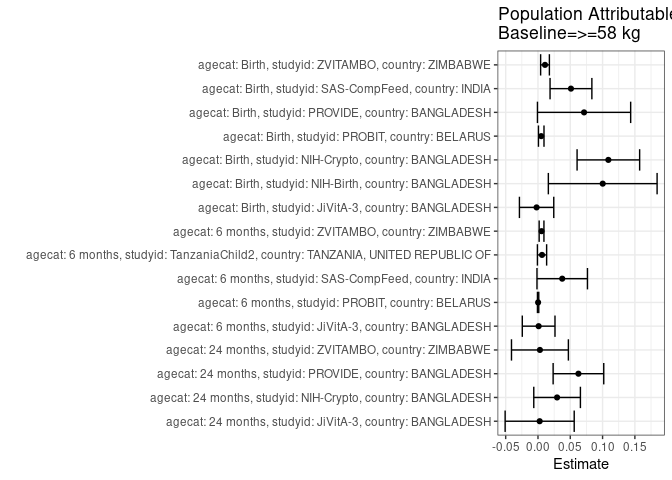 Population Attributable
Baseline=>=58 kg
agecat: Birth, studyid: ZVITAMBO, country: ZIMBABWE
agecat: Birth, studyid: SAS-CompFeed, country: INDIA
agecat: Birth, studyid: PROVIDE, country: BANGLADESH
agecat: Birth, studyid: PROBIT, country: BELARUS
agecat: Birth, studyid: NIH-Crypto, country: BANGLADESH
agecat: Birth, studyid: NIH-Birth, country: BANGLADESH
agecat: Birth, studyid: JiVitA-3, country: BANGLADESH
agecat: 6 months, studyid: ZVITAMBO, country: ZIMBABWE
agecat: 6 months, studyid: TanzaniaChild2, country: TANZANIA, UNITED REPUBLIC OF
agecat: 6 months, studyid: SAS-CompFeed, country: INDIA
agecat: 6 months, studyid: PROBIT, country: BELARUS
agecat: 6 months, studyid: JiVitA-3, country: BANGLADESH
agecat: 24 months, studyid: ZVITAMBO, country: ZIMBABWE
agecat: 24 months, studyid: PROVIDE, country: BANGLADESH
agecat: 24 months, studyid: NIH-Crypto, country: BANGLADESH
agecat: 24 months, studyid: JiVitA-3, country: BANGLADESH
-0.05 0.00 0.05 0.10 0.15
Estimate